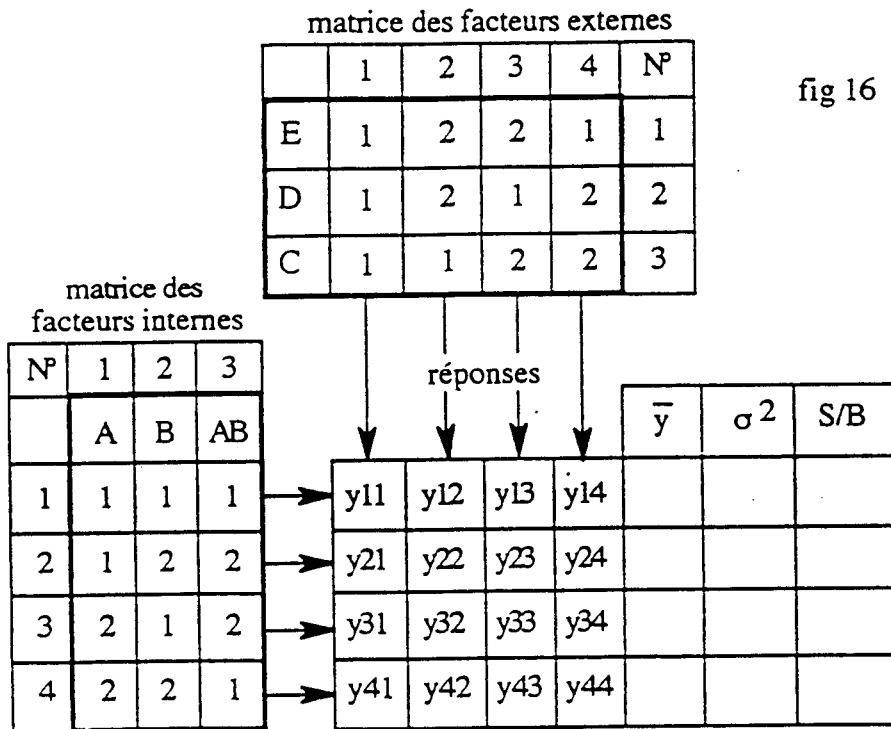 matrice des facteurs externes
1 2 3 4 Nº
fig 16
E 1 2 2 1 1
D 1 2 1 2 2
C 1 1 2 2 3
matrice des
facteurs internes
Nº 1 2 3
réponses
A B AB
y̅ σ² S/B
1 1 1 1 y11 y12 y13 y14
2 1 2 2 y21 y22 y23 y24
3 2 1 2 y31 y32 y33 y34
4 2 2 1 y41 y42 y43 y44